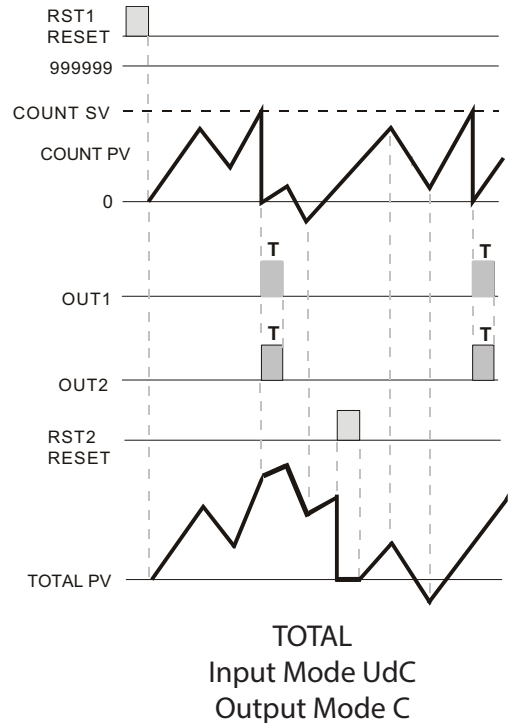 RST1
RESET
999999
COUNT SV
COUNT PV
0
T
T
OUT1
T
T
OUT2
RST2
RESET
TOTAL PV
TOTAL
Input Mode UdC
Output Mode C